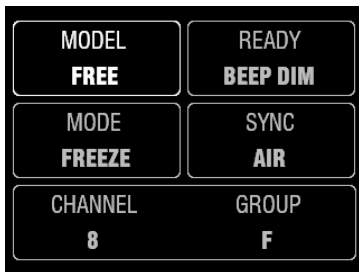 MODEL READY
FREE BEEP DIM
MODE SYNC
FREEZE AIR
CHANNEL GROUP
8 F